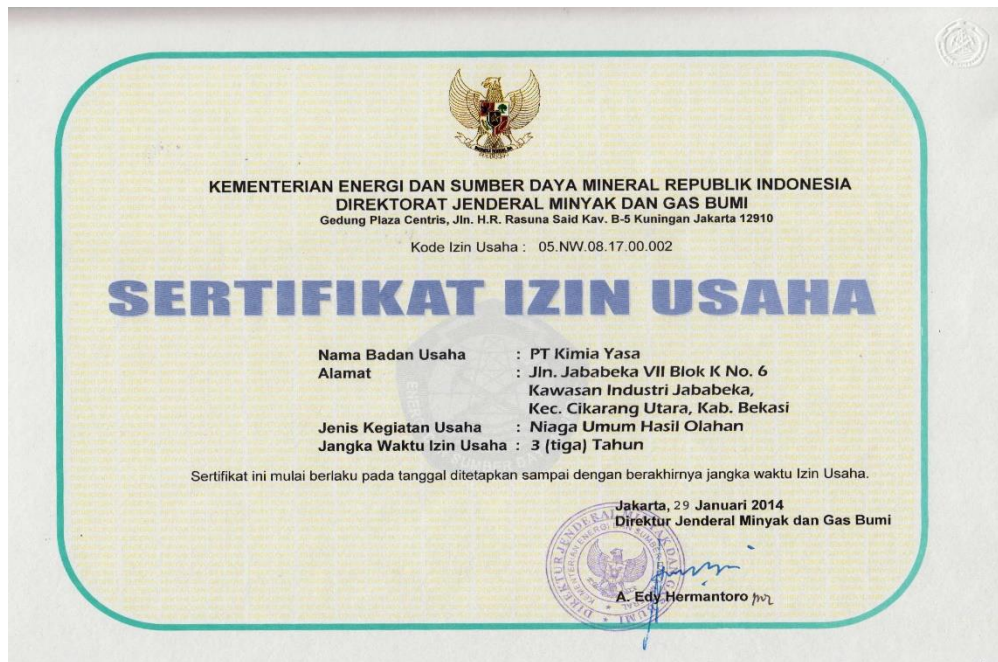 KEMENTERIAN ENERGI DAN SUMBER DAYA MINERAL REPUBLIK INDONESIA
DIREKTORAT JENDERAL MINYAK DAN GAS BUMI
Gedung Plaza Centris, Jln. H.R. Rasuna Said Kav. B-5 Kuningan Jakarta 12910
Kode Izin Usaha : 05.NW.08.17.00.002
SERTIFIKAT IZIN USAHA
Nama Badan Usaha : PT Kimia Yasa
Alamat : Jln. Jababeka VII Blok K No. 6
Kawasan Industri Jababeka,
Kec. Cikarang Utara, Kab. Bekasi
Jenis Kegiatan Usaha : Niaga Umum Hasil Olahan
Jangka Waktu Izin Usaha : 3 (tiga) Tahun
Sertifikat ini mulai berlaku pada tanggal ditetapkan sampai dengan berakhirnya jangka waktu Izin Usaha.
Jakarta, 29 Januari 2014
Direktur Jenderal Minyak dan Gas Bumi
A. Edy Hermantoro